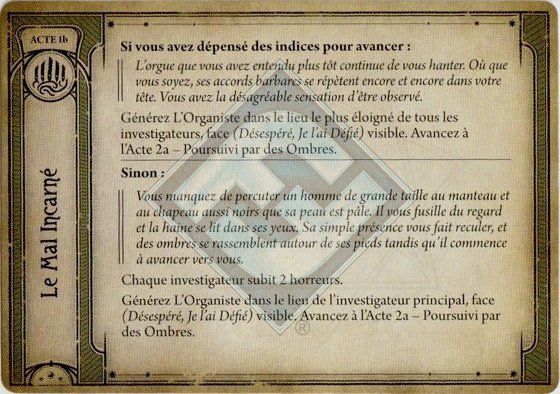 ACTE 1b
Le Mal Incarné
Si vous avez dépensé des indices pour avancer :
L'orgue que vous avez entendu plus tôt continue de vous hanter. Où que
vous soyez, ses accords barbares se répètent encore et encore dans votre
tête. Vous avez la désagréable sensation d'être observé.
Générez L'Organiste dans le lieu le plus éloigné de tous les
investigateurs, face (Désespéré, Je l'ai Défié) visible. Avancez à
l'Acte 2a – Poursuivi par des Ombres.
Sinon :
Vous manquez de percuter un homme de grande taille au manteau et
au chapeau aussi noirs que sa peau est pâle. Il vous fusille du regard
et la haine se lit dans ses yeux. Sa simple présence vous fait reculer, et
des ombres se rassemblent autour de ses pieds tandis qu'il commence
à avancer vers vous.
Chaque investigateur subit 2 horreurs.
Générez L'Organiste dans le lieu de l'investigateur principal, face
(Désespéré, Je l'ai Défié) visible. Avancez à l'Acte 2a – Poursuivi par
des Ombres.
®